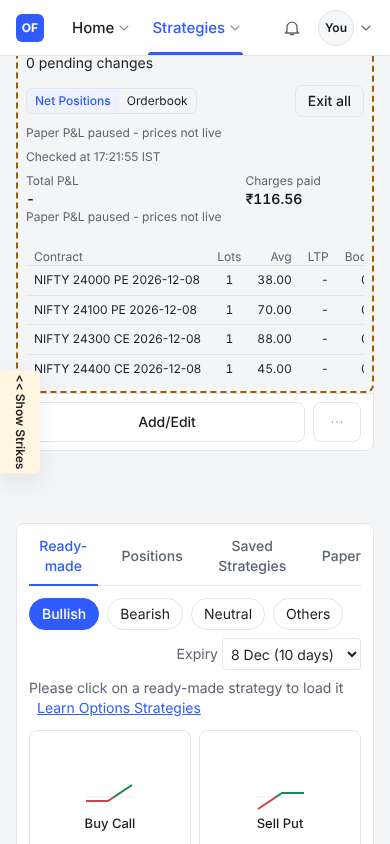 OF Home Strategies You
0 pending changes
Net Positions Orderbook Exit all
Paper P&L paused - prices not live
Checked at 17:21:55 IST
Total P&L Charges paid
- ₹116.56
Paper P&L paused - prices not live
Contract Lots Avg LTP
NIFTY 24000 PE 2026-12-08 1 38.00 -
NIFTY 24100 PE 2026-12-08 1 70.00 -
NIFTY 24300 CE 2026-12-08 1 88.00 -
NIFTY 24400 CE 2026-12-08 1 45.00 -
<< Show Strikes
Add/Edit ...
Ready-made Positions Saved Strategies Paper
Bullish Bearish Neutral Others
Expiry 8 Dec (10 days)
Please click on a ready-made strategy to load it
Learn Options Strategies
Buy Call Sell Put